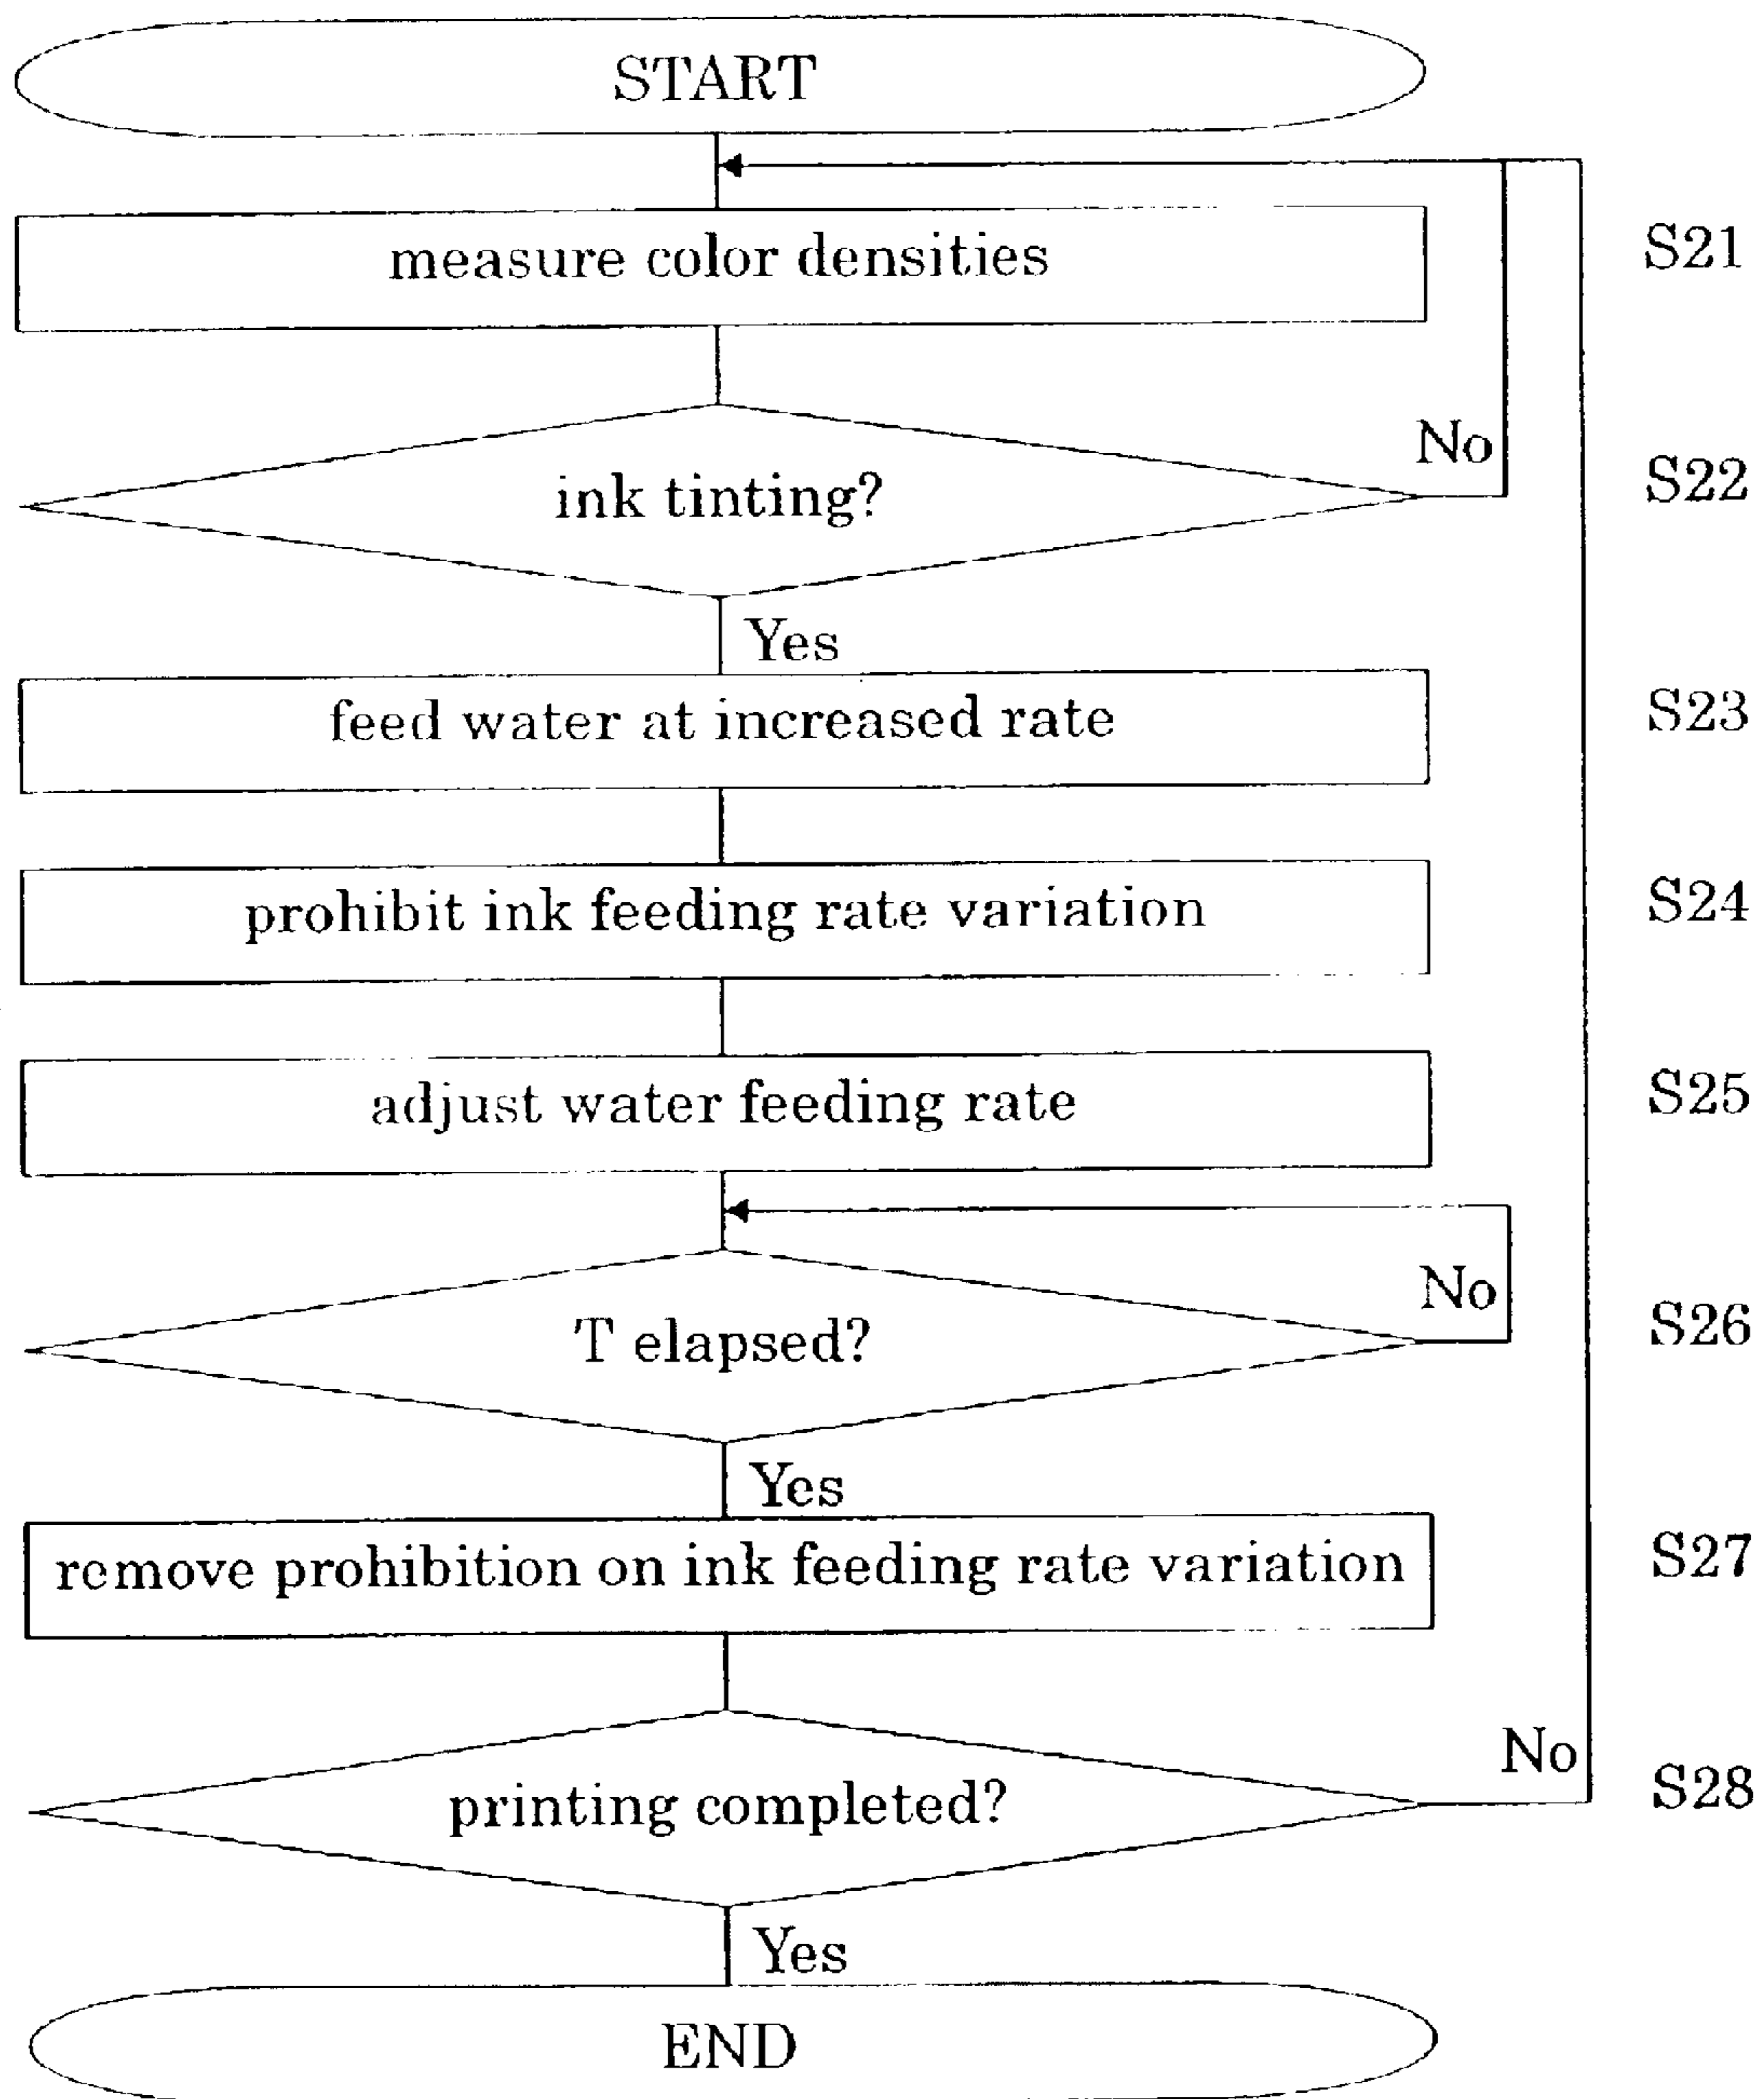 START
measure color densities
S21
No
ink tinting?
S22
Yes
feed water at increased rate
S23
prohibit ink feeding rate variation
S24
adjust water feeding rate
S25
No
T elapsed?
S26
Yes
remove prohibition on ink feeding rate variation
S27
No
printing completed?
S28
Yes
END